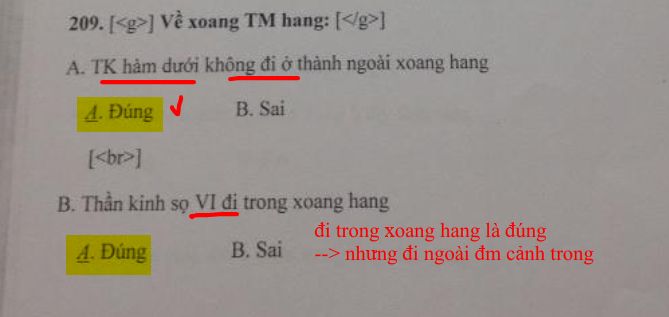 209. [<g>] Về xoang TM hang: [</g>]
A. TK hàm dưới không đi ở thành ngoài xoang hang
A. Đúng B. Sai
[<br>]
B. Thần kinh sọ VI đi trong xoang hang
đi trong xoang hang là đúng
A. Đúng B. Sai
--> nhưng đi ngoài đm cảnh trong